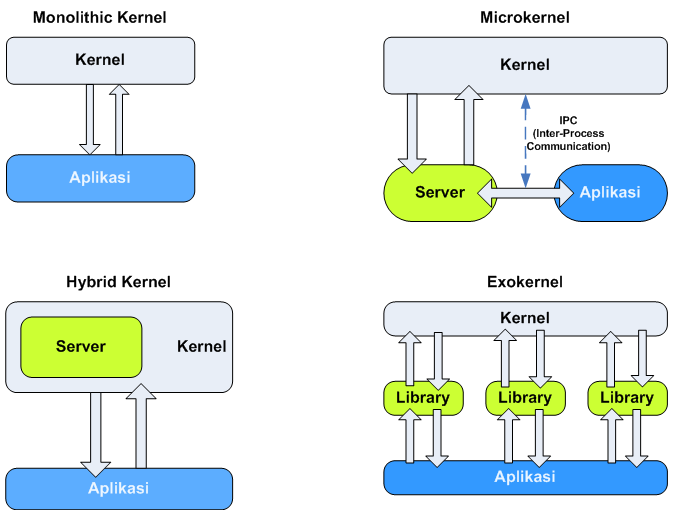 Monolithic Kernel
Kernel
Aplikasi
Microkernel
Kernel
IPC
(Inter-Process
Communication)
Server
Aplikasi
Hybrid Kernel
Server
Kernel
Aplikasi
Exokernel
Kernel
Library
Library
Library
Aplikasi